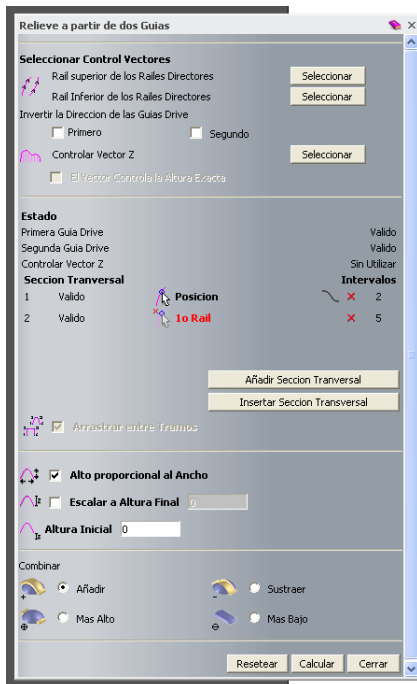 Relieve a partir de dos Guias
Seleccionar Control Vectores
Rail superior de los Railes Directores Seleccionar
Rail Inferior de los Railes Directores Seleccionar
Invertir la Direccion de las Guias Drive
Primero Segundo
Controlar Vector Z Seleccionar
El Vector Controla la Altura Exacta
Estado
Primera Guia Drive Valido
Segunda Guia Drive Valido
Controlar Vector Z Sin Utilizar
Seccion Tranversal Intervalos
1 Valido Posicion 2
2 Valido 1o Rail 5
Añadir Seccion Tranversal
Insertar Seccion Transversal
Arrastrar entre Tramos
Alto proporcional al Ancho
Escalar a Altura Final 0
Altura Inicial 0
Combinar
Añadir Sustraer
Mas Alto Mas Bajo
Resetear Calcular Cerrar